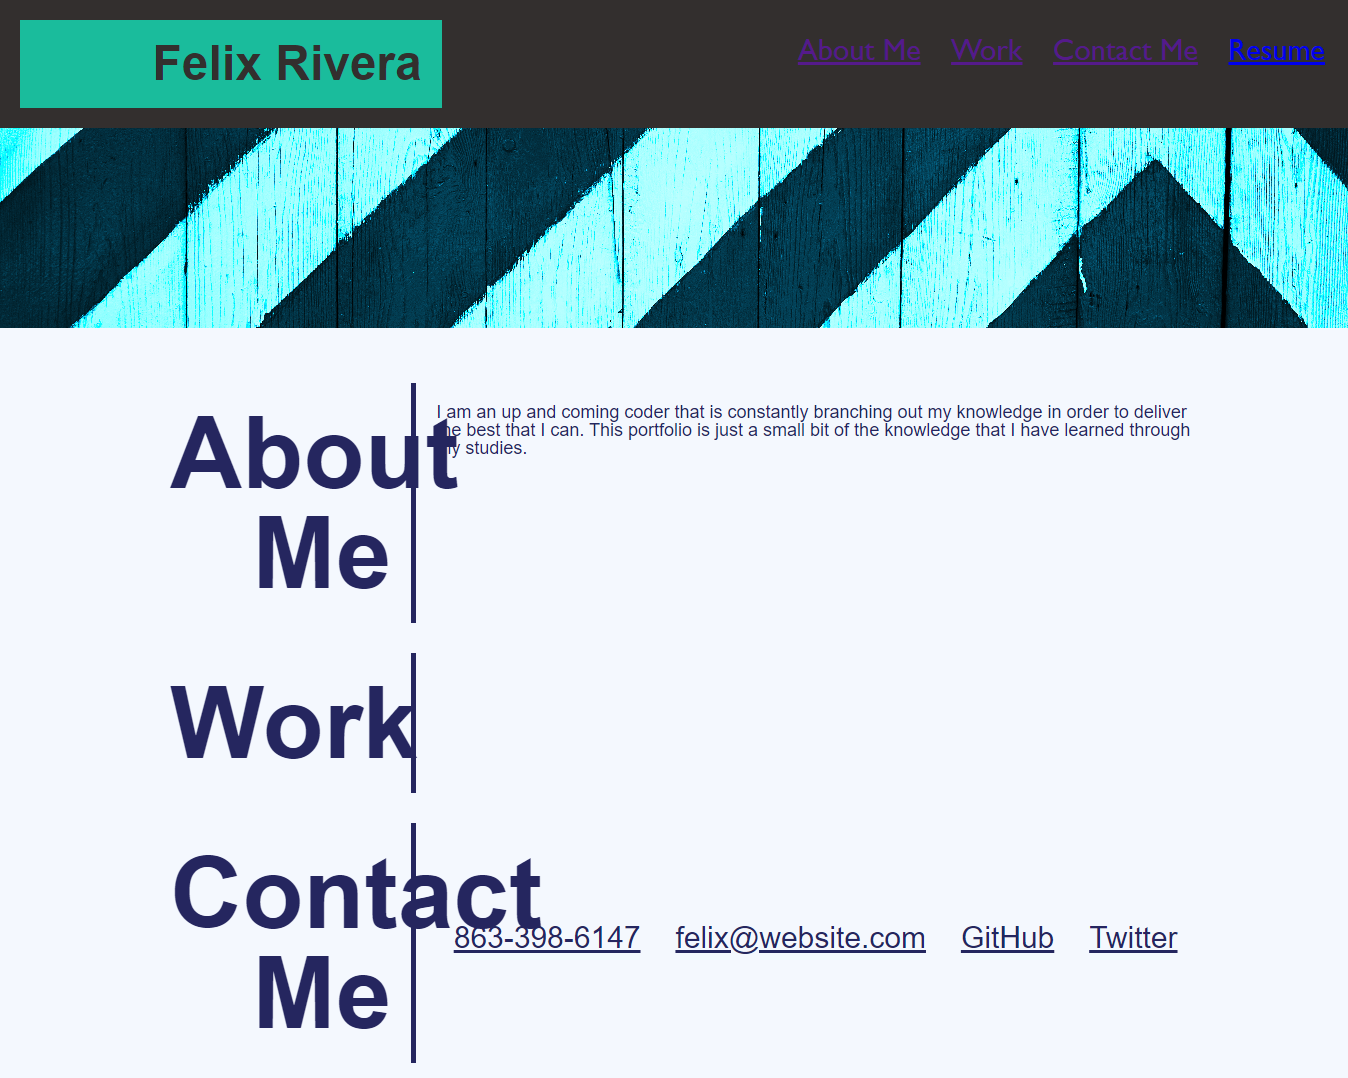 Felix Rivera
About Me Work Contact Me Resume
About
Me
I am an up and coming coder that is constantly branching out my knowledge in order to deliver
the best that I can. This portfolio is just a small bit of the knowledge that I have learned through
my studies.
Work
Contact
Me
863-398-6147 felix@website.com GitHub Twitter